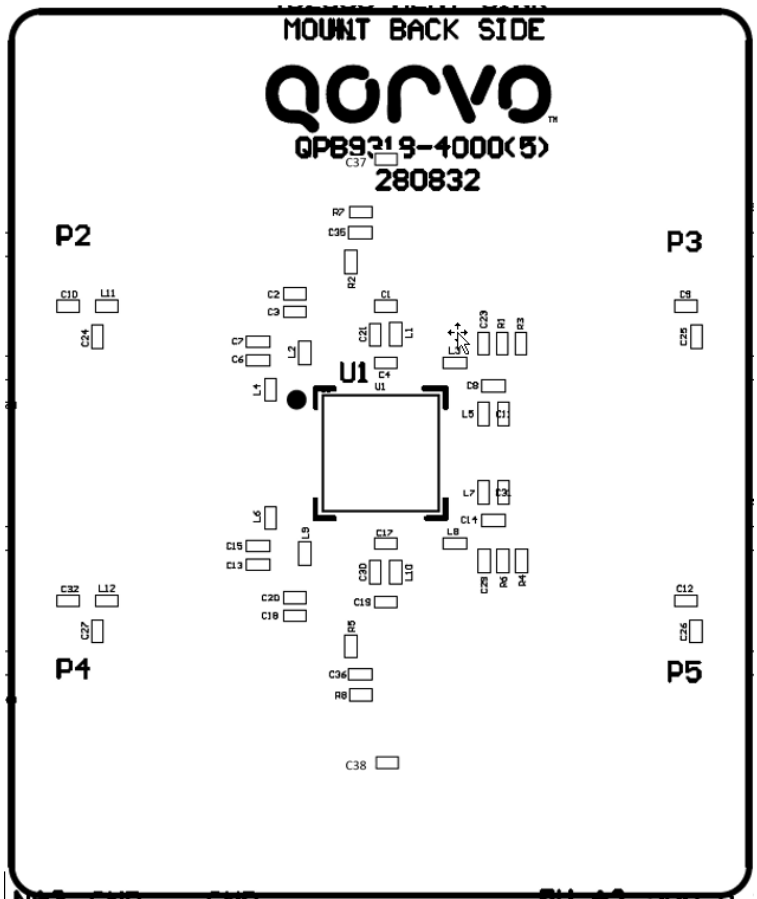 MOUNT BACK SIDE
QORVO
TM
QPB9319-4000(5)
C37
280832
R7
P2
C35
P3
R2
C10 L11
C2
C1
C9
C3
C23 R1 R3
C24
C21
L1
C25
C7
L2
C6
L3
C4
U1
U1
L4
C8
L5
C11
L7
C31
L6
C14
C15
L9
C17
L8
C13
C30
L10
C29 R6 R4
C32 L12
C20
C19
C12
C18
C27
R5
C26
P4
C36
P5
R8
C38